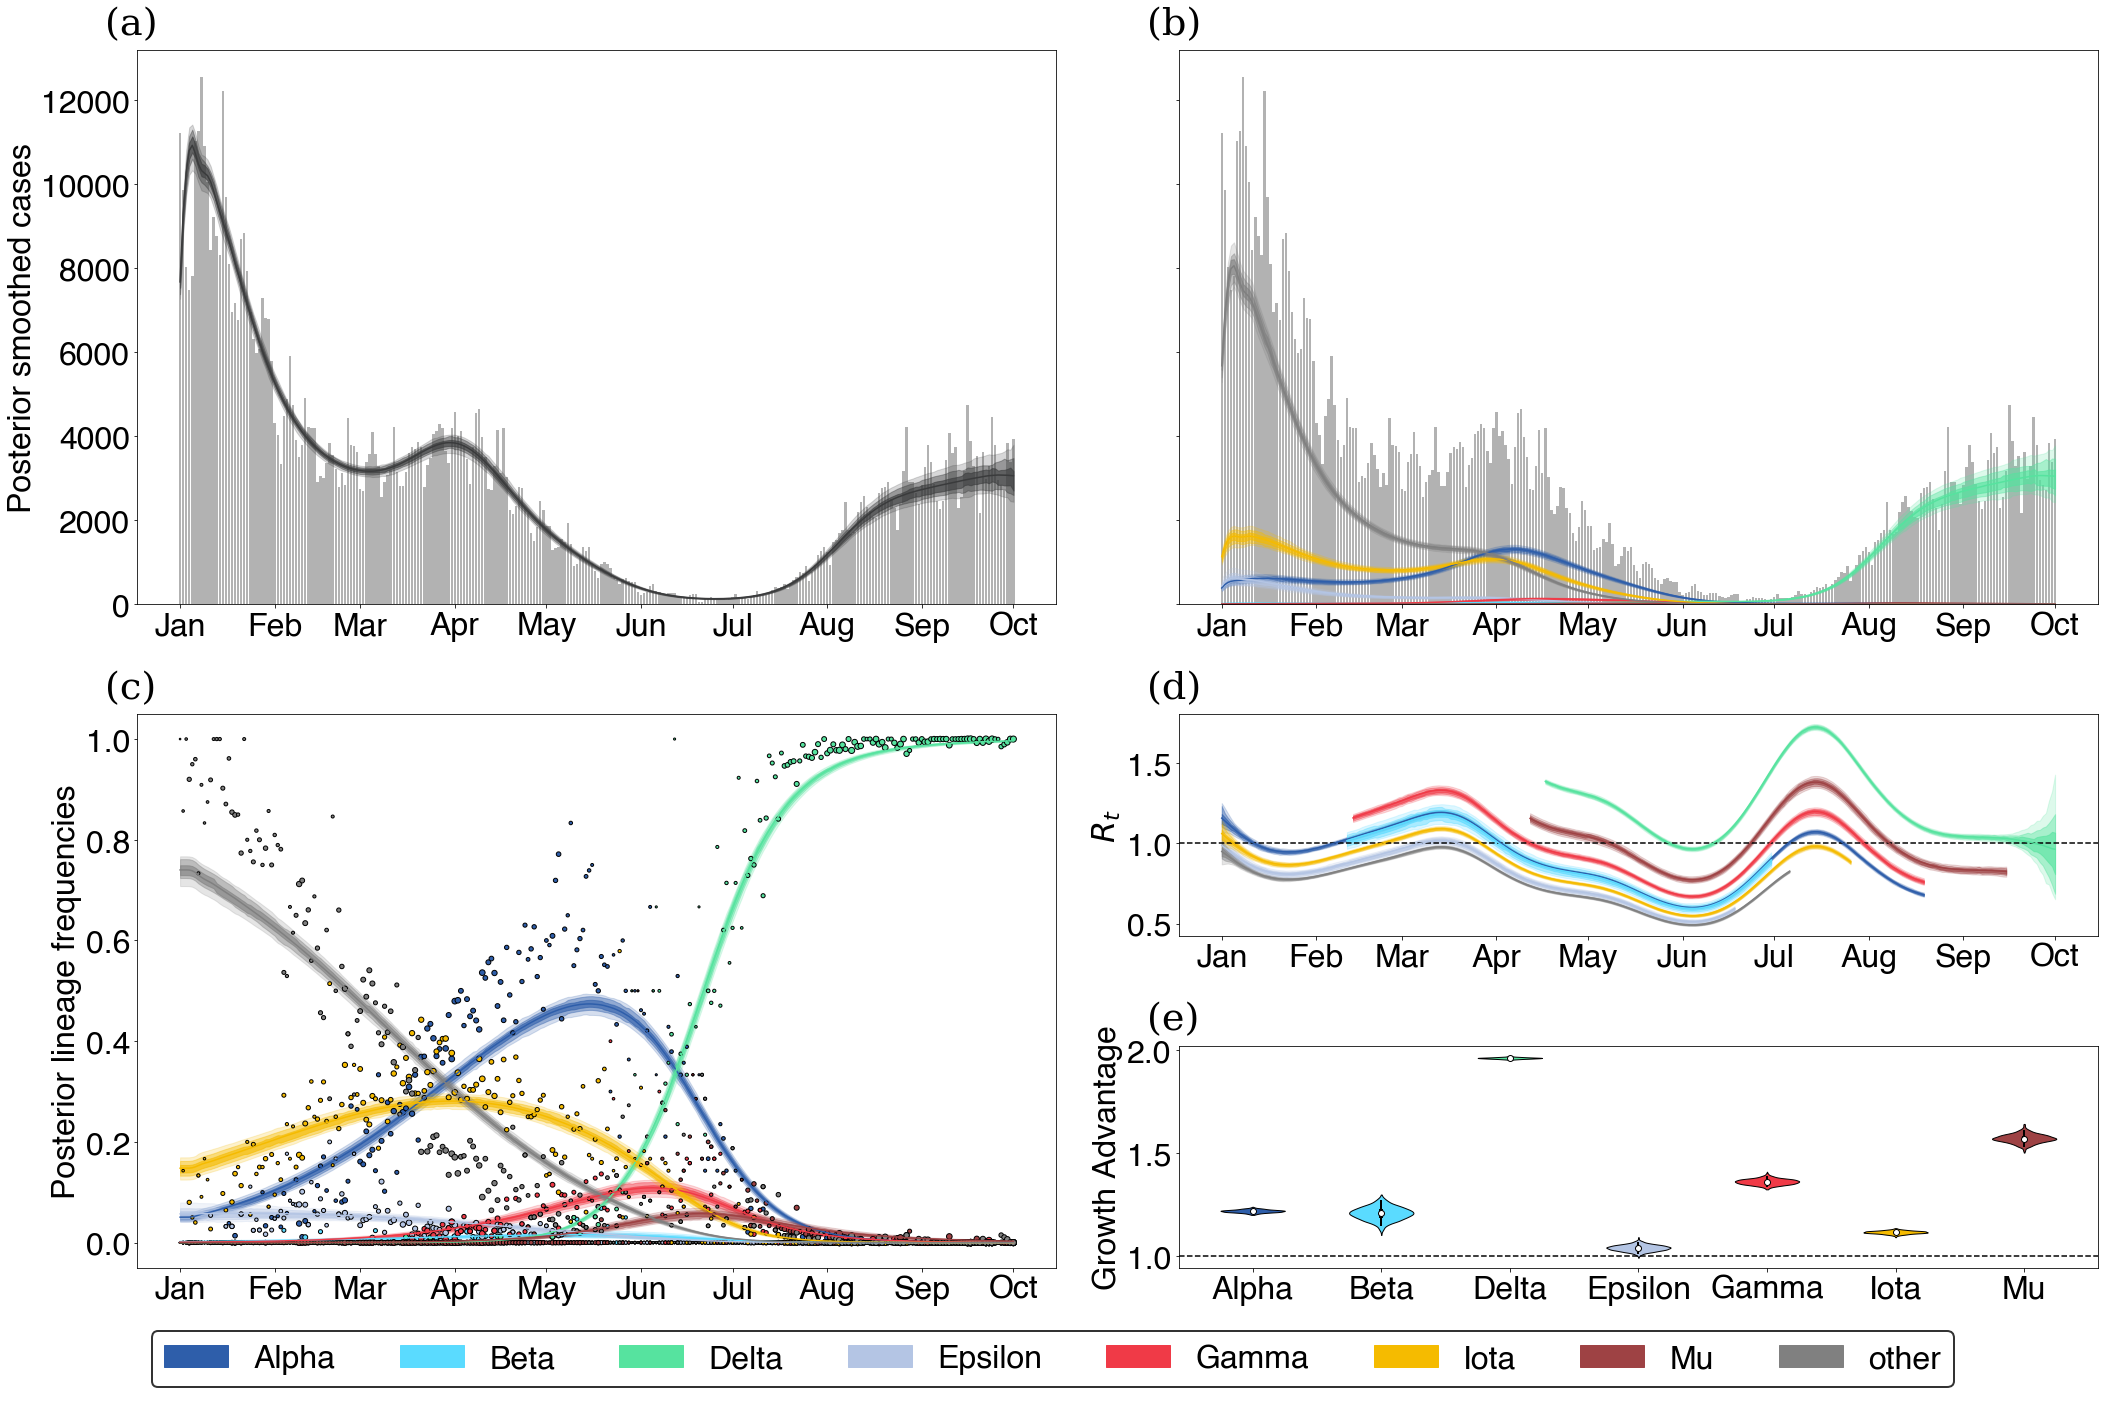 (a)
(b)
Posterior smoothed cases
12000
10000
8000
6000
4000
2000
0
Jan Feb Mar Apr May Jun Jul Aug Sep Oct
Jan Feb Mar Apr May Jun Jul Aug Sep Oct
(c)
Posterior lineage frequencies
1.0
0.8
0.6
0.4
0.2
0.0
Jan Feb Mar Apr May Jun Jul Aug Sep Oct
(d)
Rt
1.5
1.0
0.5
Jan Feb Mar Apr May Jun Jul Aug Sep Oct
(e)
Growth Advantage
2.0
1.5
1.0
Alpha Beta Delta Epsilon Gamma Iota Mu
Alpha Beta Delta Epsilon Gamma Iota Mu other